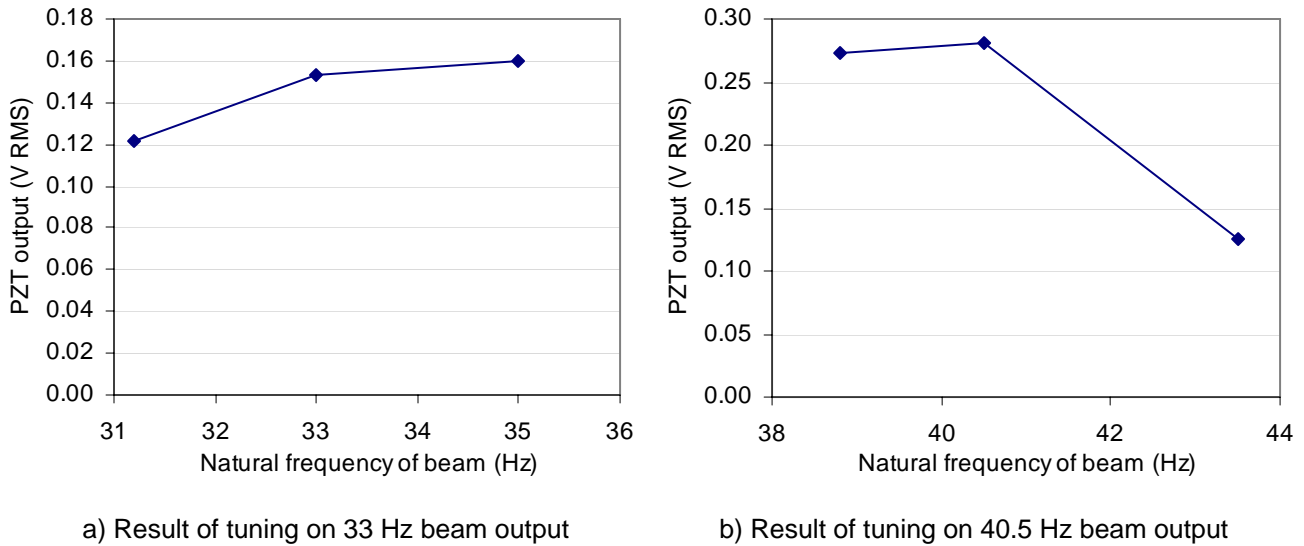 0.18
0.16
0.14
0.12
0.10
0.08
0.06
0.04
0.02
0.00
PZT output (V RMS)
31 32 33 34 35 36
Natural frequency of beam (Hz)
a) Result of tuning on 33 Hz beam output
0.30
0.25
0.20
0.15
0.10
0.05
0.00
PZT output (V RMS)
38 40 42 44
Natural frequency of beam (Hz)
b) Result of tuning on 40.5 Hz beam output